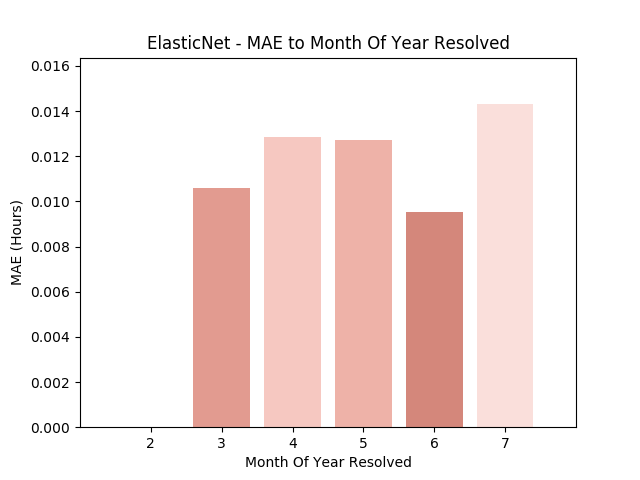 ElasticNet - MAE to Month Of Year Resolved
0.016
0.014
0.012
0.010
0.008
0.006
0.004
0.002
0.000
MAE (Hours)
2 3 4 5 6 7
Month Of Year Resolved